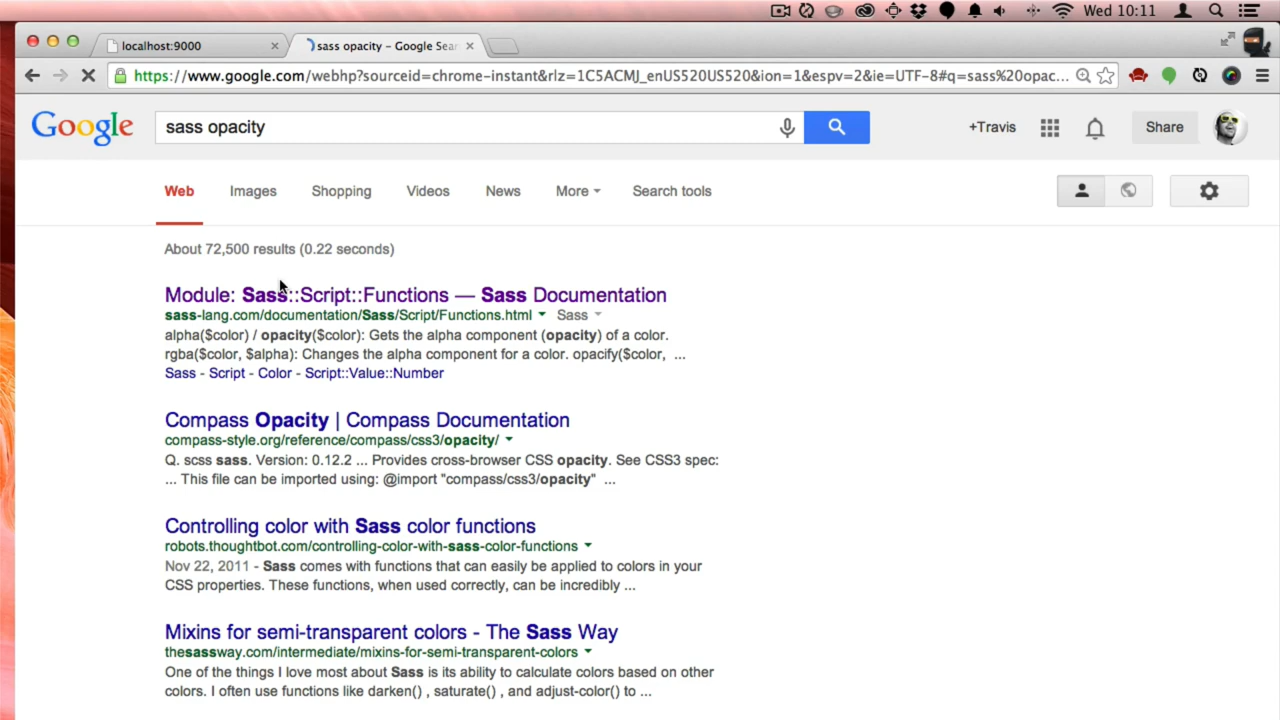 Wed 10:11
localhost:9000
sass opacity – Google Sear
https://www.google.com/webhp?sourceid=chrome-instant&rlz=1C5ACMJ_enUS520US520&ion=1&espv=2&ie=UTF-8#q=sass%20opac...
Google
sass opacity
+Travis
Share
Web Images Shopping Videos News More Search tools
About 72,500 results (0.22 seconds)
Module: Sass::Script::Functions — Sass Documentation
sass-lang.com/documentation/Sass/Script/Functions.html Sass
alpha($color) / opacity($color): Gets the alpha component (opacity) of a color.
rgba($color, $alpha): Changes the alpha component for a color. opacify($color, ...
Sass - Script - Color - Script::Value::Number
Compass Opacity | Compass Documentation
compass-style.org/reference/compass/css3/opacity/
Q. scss sass. Version: 0.12.2 ... Provides cross-browser CSS opacity. See CSS3 spec:
... This file can be imported using: @import "compass/css3/opacity" ...
Controlling color with Sass color functions
robots.thoughtbot.com/controlling-color-with-sass-color-functions
Nov 22, 2011 - Sass comes with functions that can easily be applied to colors in your
CSS properties. These functions, when used correctly, can be incredibly ...
Mixins for semi-transparent colors - The Sass Way
thesassway.com/intermediate/mixins-for-semi-transparent-colors
One of the things I love most about Sass is its ability to calculate colors based on other
colors. I often use functions like darken() , saturate() , and adjust-color() to ...